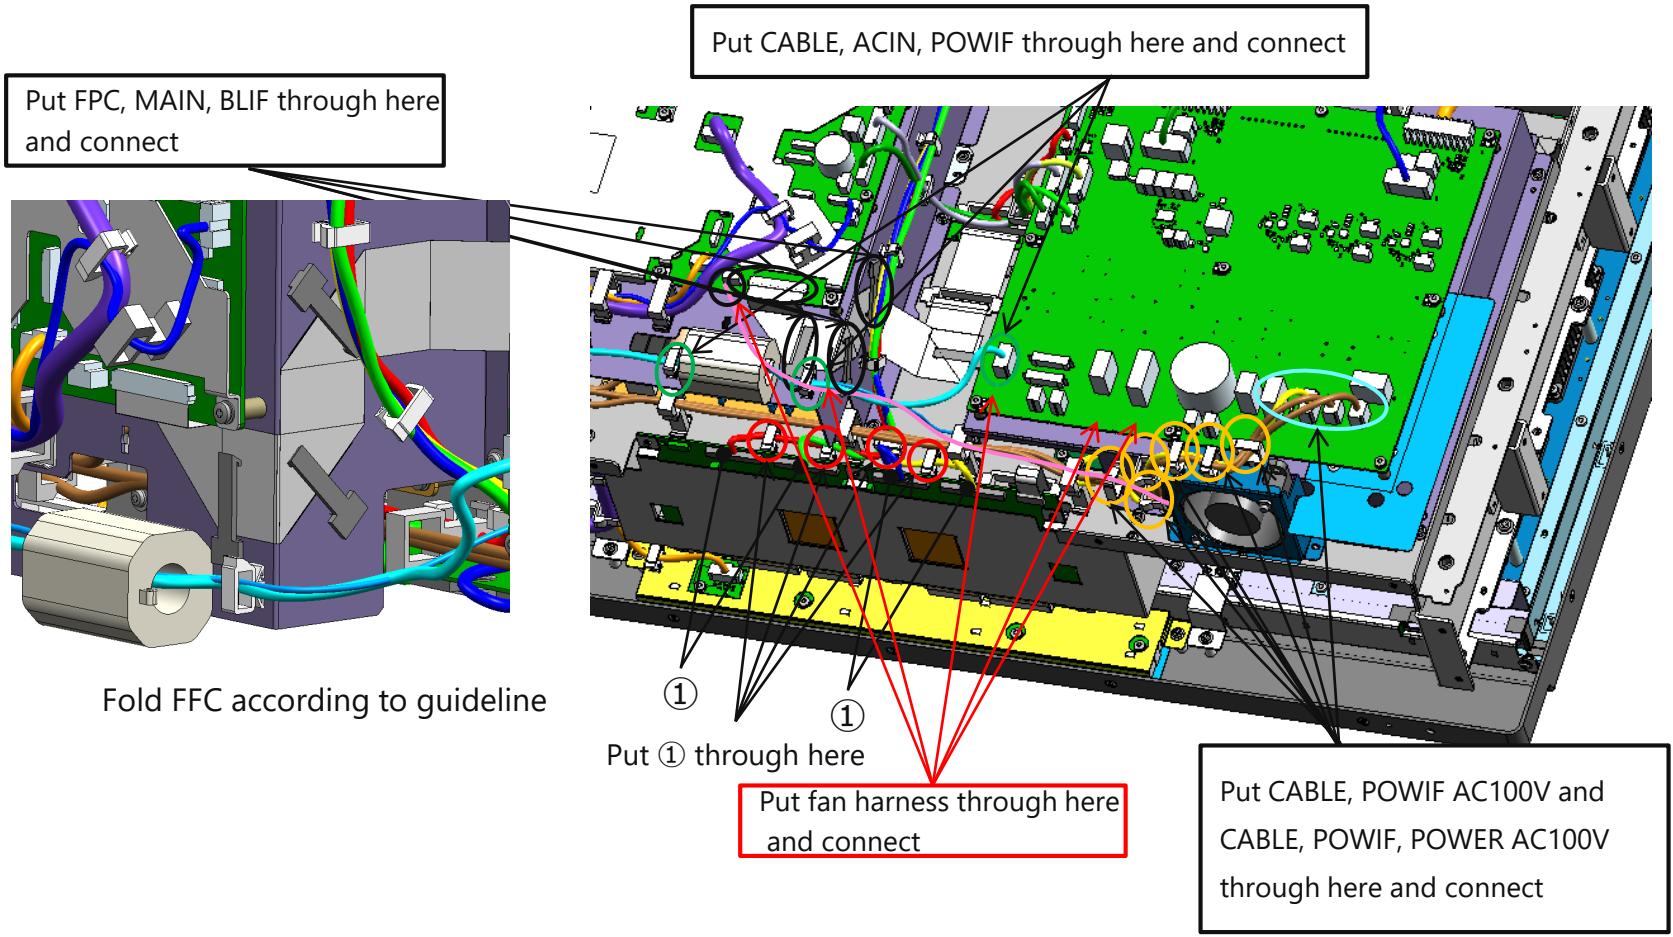 Put CABLE, ACIN, POWIF through here and connect
Put FPC, MAIN, BLIF through here
and connect
Fold FFC according to guideline
①
①
Put ① through here
Put fan harness through here
and connect
Put CABLE, POWIF AC100V and
CABLE, POWIF, POWER AC100V
through here and connect